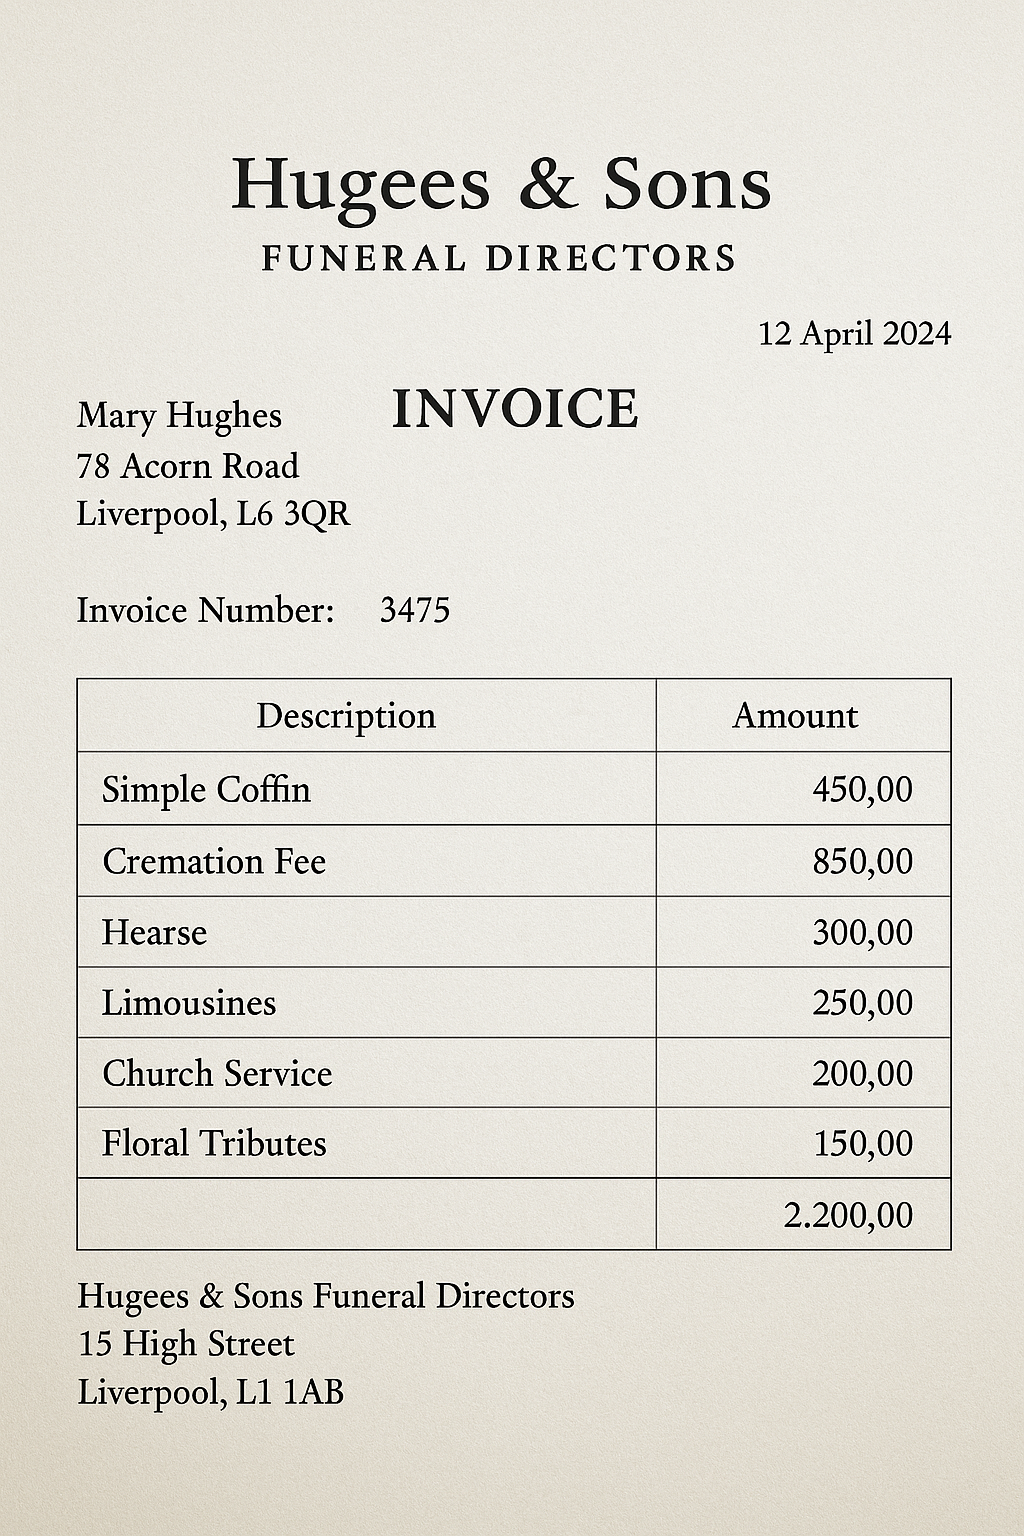 Hugees & Sons
FUNERAL DIRECTORS
12 April 2024
INVOICE
Mary Hughes
78 Acorn Road
Liverpool, L6 3QR
Invoice Number: 3475
Description Amount
Simple Coffin 450,00
Cremation Fee 850,00
Hearse 300,00
Limousines 250,00
Church Service 200,00
Floral Tributes 150,00
2.200,00
Hugees & Sons Funeral Directors
15 High Street
Liverpool, L1 1AB